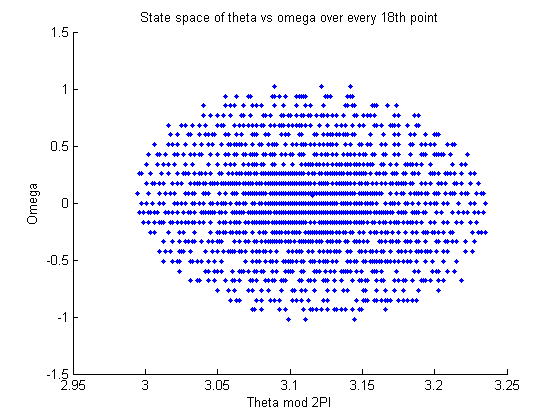 State space of theta vs omega over every 18th point
1.5
1
0.5
0
-0.5
-1
-1.5
Omega
2.95 3 3.05 3.1 3.15 3.2 3.25
Theta mod 2PI